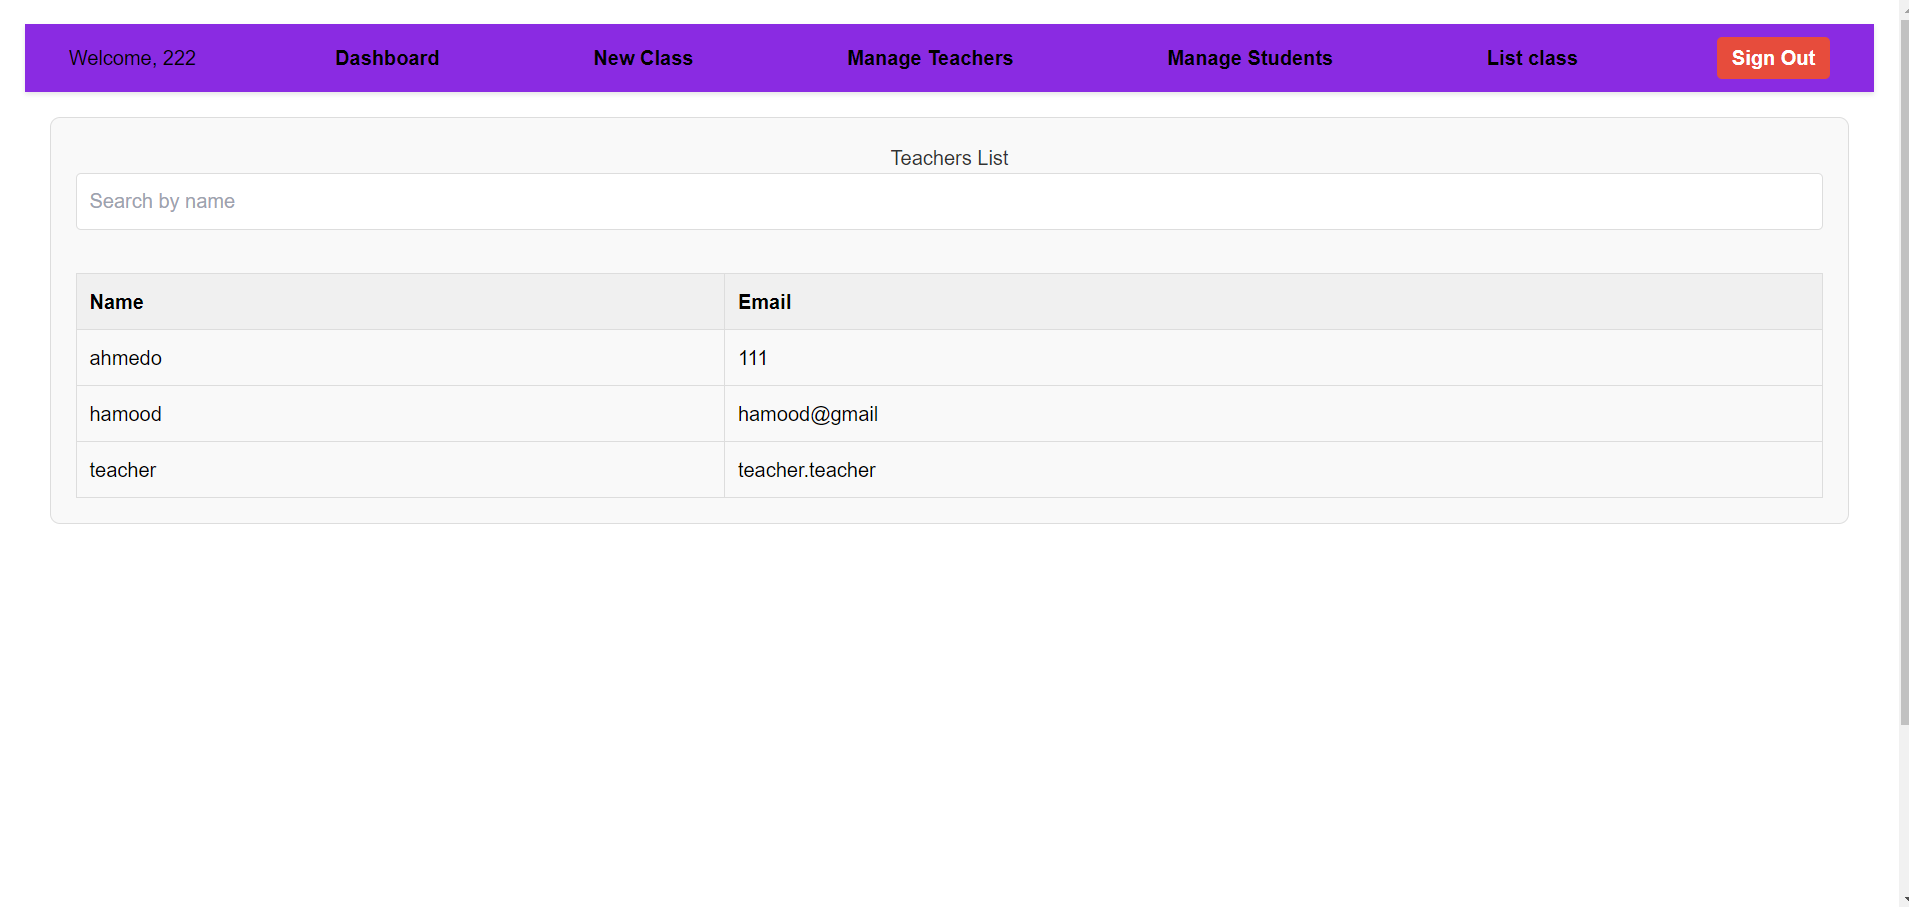 Welcome, 222 Dashboard New Class Manage Teachers Manage Students List class Sign Out
Teachers List
Search by name
Name Email
ahmedo 111
hamood hamood@gmail
teacher teacher.teacher